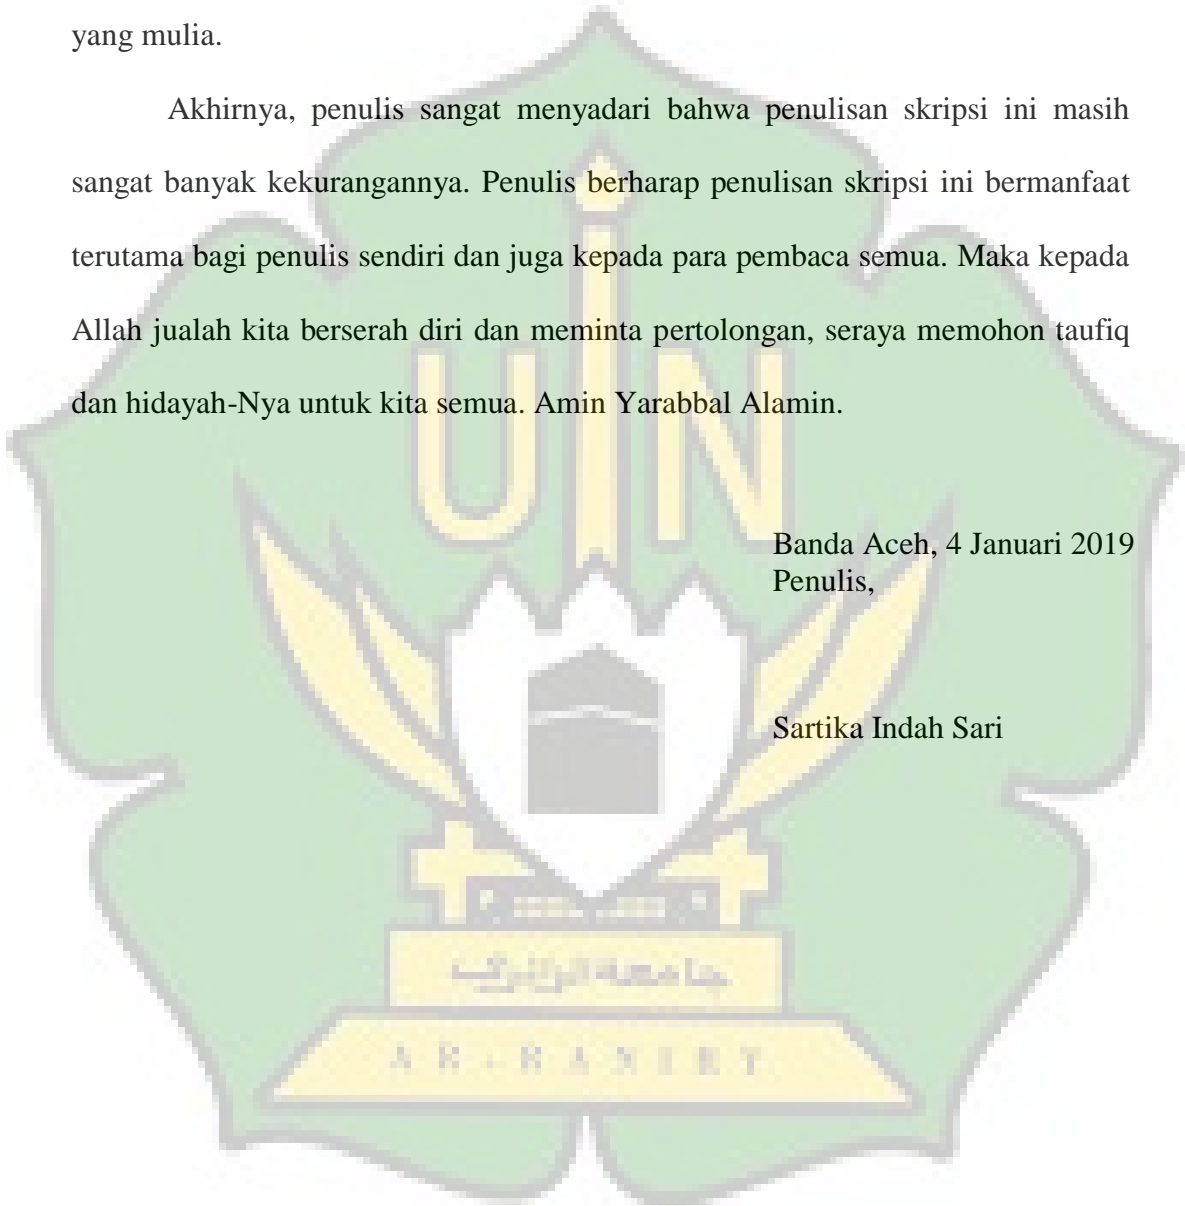 yang mulia.
Akhirnya, penulis sangat menyadari bahwa penulisan skripsi ini masih
sangat banyak kekurangannya. Penulis berharap penulisan skripsi ini bermanfaat
terutama bagi penulis sendiri dan juga kepada para pembaca semua. Maka kepada
Allah jualah kita berserah diri dan meminta pertolongan, seraya memohon taufiq
dan hidayah-Nya untuk kita semua. Amin Yarabbal Alamin.
UIN
Banda Aceh, 4 Januari 2019
Penulis,
Sartika Indah Sari
جامعة الرانيري
AR-RANIRY